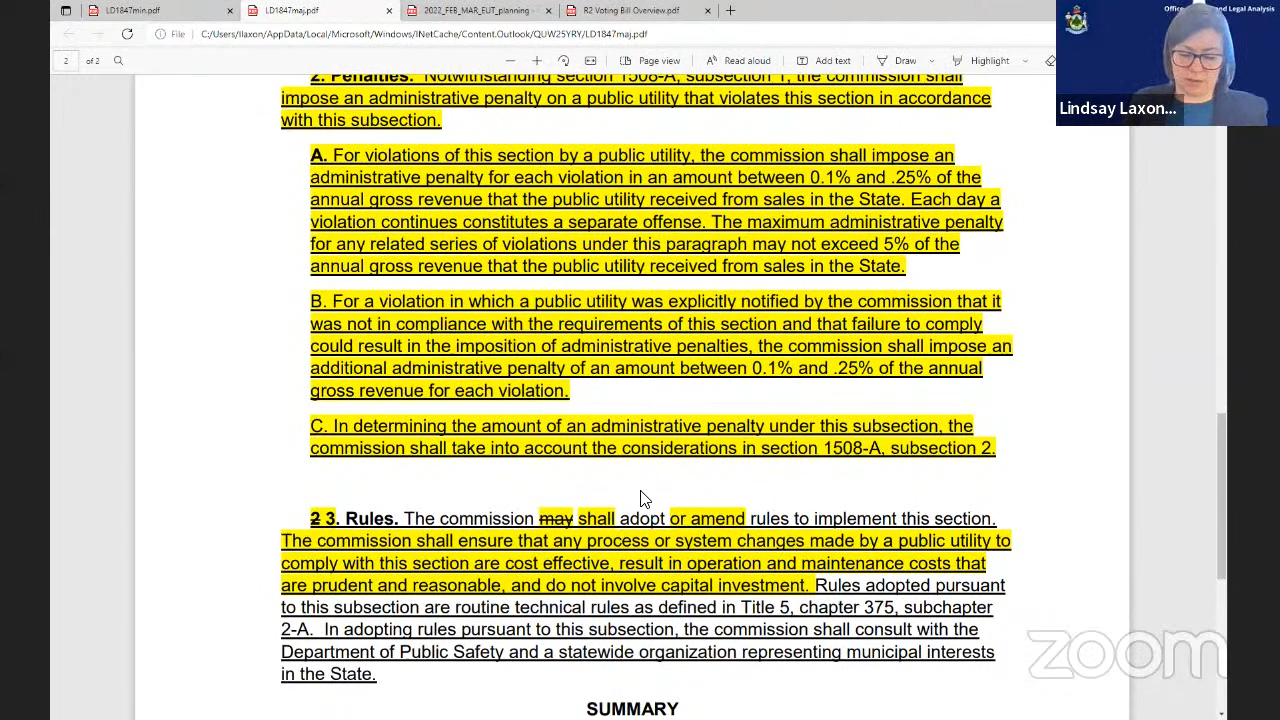 LD1847min.pdf
LD1847maj.pdf
2022_FEB_MAR_EUT_planning -
R2 Voting Bill Overview.pdf
File
C:/Users/llaxon/AppData/Local/Microsoft/Windows/INetCache/Content.Outlook/QUW25YRY/LD1847maj.pdf
2
of 2
Page view
Read aloud
Add text
Draw
Highlight
Office
and Legal Analysis
Lindsay Laxon...
2. Penalties. Notwithstanding section 1508-A, subsection 1, the commission shall
impose an administrative penalty on a public utility that violates this section in accordance
with this subsection.
A. For violations of this section by a public utility, the commission shall impose an
administrative penalty for each violation in an amount between 0.1% and .25% of the
annual gross revenue that the public utility received from sales in the State. Each day a
violation continues constitutes a separate offense. The maximum administrative penalty
for any related series of violations under this paragraph may not exceed 5% of the
annual gross revenue that the public utility received from sales in the State.
B. For a violation in which a public utility was explicitly notified by the commission that it
was not in compliance with the requirements of this section and that failure to comply
could result in the imposition of administrative penalties, the commission shall impose an
additional administrative penalty of an amount between 0.1% and .25% of the annual
gross revenue for each violation.
C. In determining the amount of an administrative penalty under this subsection, the
commission shall take into account the considerations in section 1508-A, subsection 2.
2 3. Rules. The commission may shall adopt or amend rules to implement this section.
The commission shall ensure that any process or system changes made by a public utility to
comply with this section are cost effective, result in operation and maintenance costs that
are prudent and reasonable, and do not involve capital investment. Rules adopted pursuant
to this subsection are routine technical rules as defined in Title 5, chapter 375, subchapter
2-A. In adopting rules pursuant to this subsection, the commission shall consult with the
Department of Public Safety and a statewide organization representing municipal interests
in the State.
SUMMARY
zoom